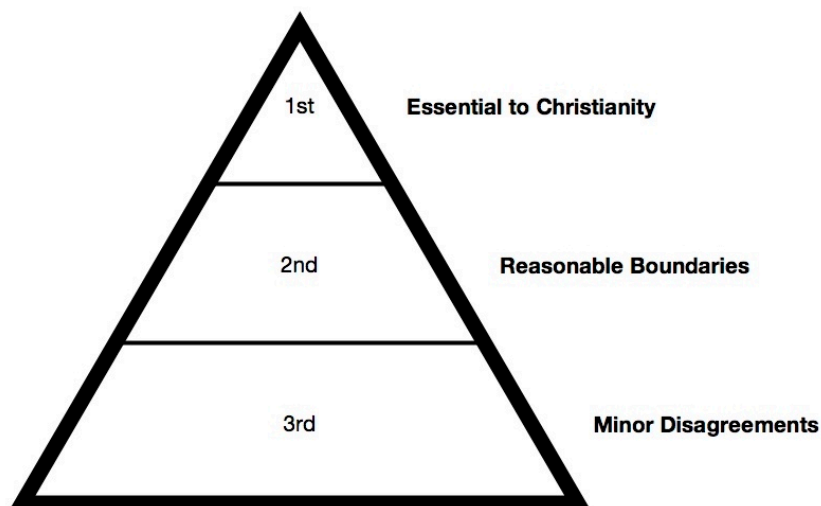 1st Essential to Christianity
2nd Reasonable Boundaries
3rd Minor Disagreements